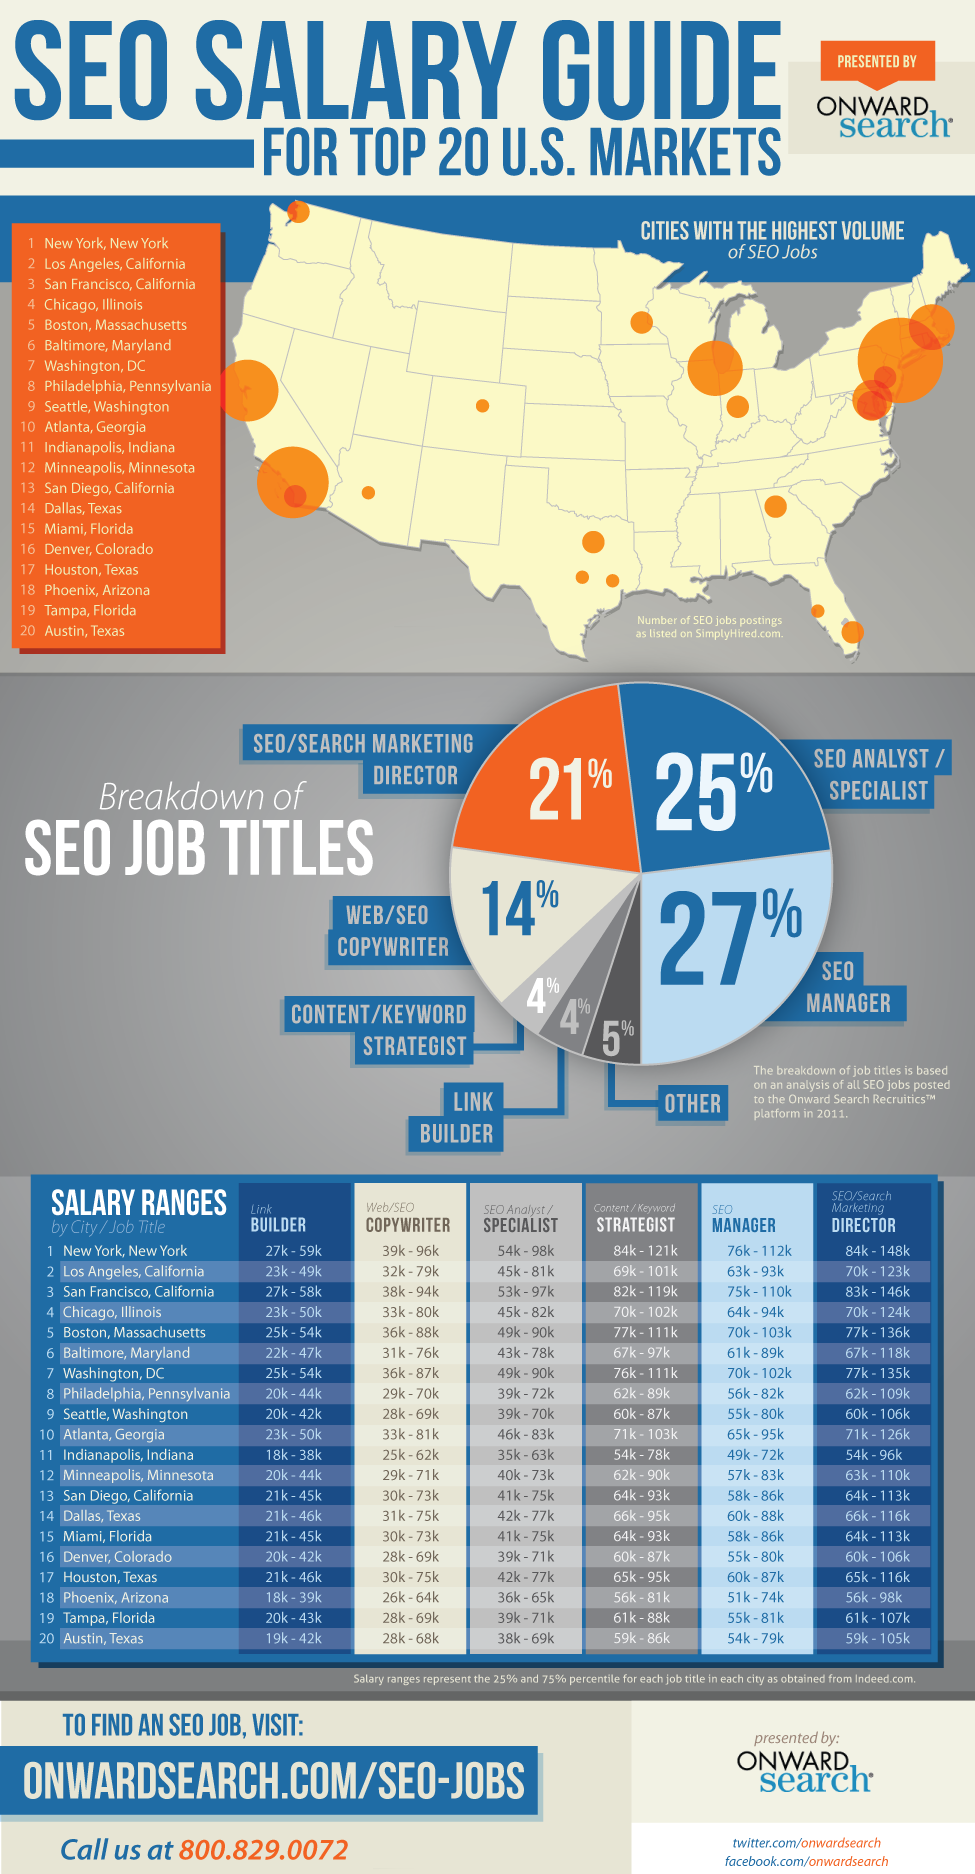 SEO SALARY GUIDE
FOR TOP 20 U.S. MARKETS
PRESENTED BY
ONWARD
search
CITIES WITH THE HIGHEST VOLUME
of SEO Jobs
1 New York, New York
2 Los Angeles, California
3 San Francisco, California
4 Chicago, Illinois
5 Boston, Massachusetts
6 Baltimore, Maryland
7 Washington, DC
8 Philadelphia, Pennsylvania
9 Seattle, Washington
10 Atlanta, Georgia
11 Indianapolis, Indiana
12 Minneapolis, Minnesota
13 San Diego, California
14 Dallas, Texas
15 Miami, Florida
16 Denver, Colorado
17 Houston, Texas
18 Phoenix, Arizona
19 Tampa, Florida
20 Austin, Texas
Number of SEO jobs postings
as listed on SimplyHired.com.
Breakdown of
SEO JOB TITLES
SEO/SEARCH MARKETING
DIRECTOR
21%
25%
SEO ANALYST /
SPECIALIST
WEB/SEO
COPYWRITER
14%
27%
SEO
MANAGER
CONTENT/KEYWORD
STRATEGIST
4%
4%
5%
LINK
BUILDER
OTHER
The breakdown of job titles is based
on an analysis of all SEO jobs posted
to the Onward Search Recruitics™
platform in 2011.
SALARY RANGES
by City / Job Title
Link
BUILDER
Web/SEO
COPYWRITER
SEO Analyst /
SPECIALIST
Content / Keyword
STRATEGIST
SEO
MANAGER
SEO/Search
Marketing
DIRECTOR
1 New York, New York 27k - 59k 39k - 96k 54k - 98k 84k - 121k 76k - 112k 84k - 148k
2 Los Angeles, California 23k - 49k 32k - 79k 45k - 81k 69k - 101k 63k - 93k 70k - 123k
3 San Francisco, California 27k - 58k 38k - 94k 53k - 97k 82k - 119k 75k - 110k 83k - 146k
4 Chicago, Illinois 23k - 50k 33k - 80k 45k - 82k 70k - 102k 64k - 94k 70k - 124k
5 Boston, Massachusetts 25k - 54k 36k - 88k 49k - 90k 77k - 111k 70k - 103k 77k - 136k
6 Baltimore, Maryland 22k - 47k 31k - 76k 43k - 78k 67k - 97k 61k - 89k 67k - 118k
7 Washington, DC 25k - 54k 36k - 87k 49k - 90k 76k - 111k 70k - 102k 77k - 135k
8 Philadelphia, Pennsylvania 20k - 44k 29k - 70k 39k - 72k 62k - 89k 56k - 82k 62k - 109k
9 Seattle, Washington 20k - 42k 28k - 69k 39k - 70k 60k - 87k 55k - 80k 60k - 106k
10 Atlanta, Georgia 23k - 50k 33k - 81k 46k - 83k 71k - 103k 65k - 95k 71k - 126k
11 Indianapolis, Indiana 18k - 38k 25k - 62k 35k - 63k 54k - 78k 49k - 72k 54k - 96k
12 Minneapolis, Minnesota 20k - 44k 29k - 71k 40k - 73k 62k - 90k 57k - 83k 63k - 110k
13 San Diego, California 21k - 45k 30k - 73k 41k - 75k 64k - 93k 58k - 86k 64k - 113k
14 Dallas, Texas 21k - 46k 31k - 75k 42k - 77k 66k - 95k 60k - 88k 66k - 116k
15 Miami, Florida 21k - 45k 30k - 73k 41k - 75k 64k - 93k 58k - 86k 64k - 113k
16 Denver, Colorado 20k - 42k 28k - 69k 39k - 71k 60k - 87k 55k - 80k 60k - 106k
17 Houston, Texas 21k - 46k 30k - 75k 42k - 77k 65k - 95k 60k - 87k 65k - 116k
18 Phoenix, Arizona 18k - 39k 26k - 64k 36k - 65k 56k - 81k 51k - 74k 56k - 98k
19 Tampa, Florida 20k - 43k 28k - 69k 39k - 71k 61k - 88k 55k - 81k 61k - 107k
20 Austin, Texas 19k - 42k 28k - 68k 38k - 69k 59k - 86k 54k - 79k 59k - 105k
Salary ranges represent the 25% and 75% percentile for each job title in each city as obtained from Indeed.com.
TO FIND AN SEO JOB, VISIT:
ONWARDSEARCH.COM/SEO-JOBS
Call us at 800.829.0072
presented by:
ONWARD
search
twitter.com/onwardsearch
facebook.com/onwardsearch